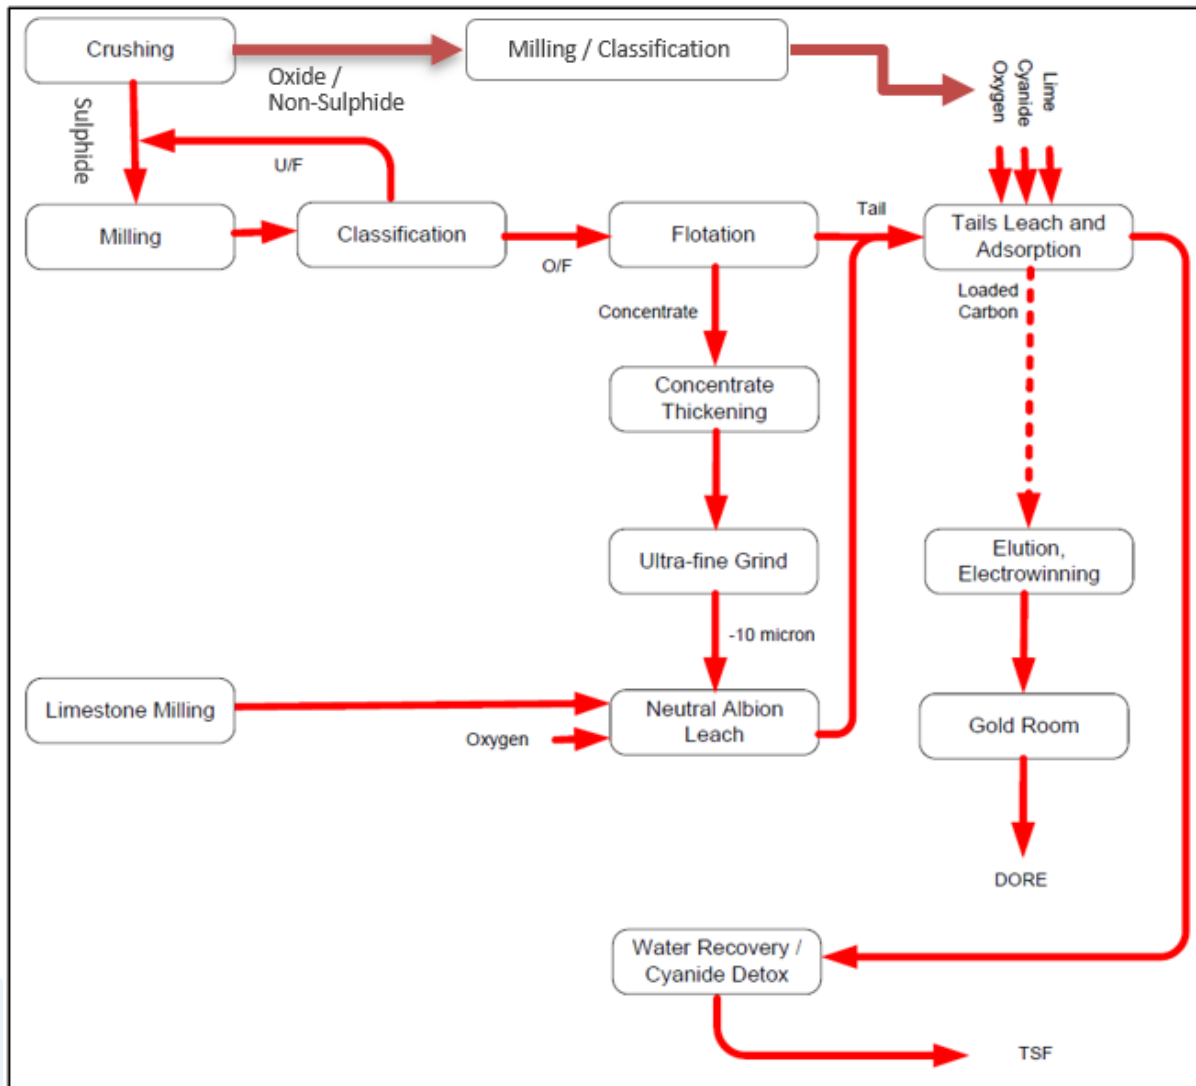 Crushing
Milling / Classification
Oxide /
Non-Sulphide
Lime
Cyanide
Oxygen
Sulphide
U/F
Milling
Classification
O/F
Flotation
Tail
Tails Leach and
Adsorption
Concentrate
Loaded
Carbon
Concentrate
Thickening
Ultra-fine Grind
Elution,
Electrowinning
-10 micron
Limestone Milling
Oxygen
Neutral Albion
Leach
Gold Room
DORE
Water Recovery /
Cyanide Detox
TSF